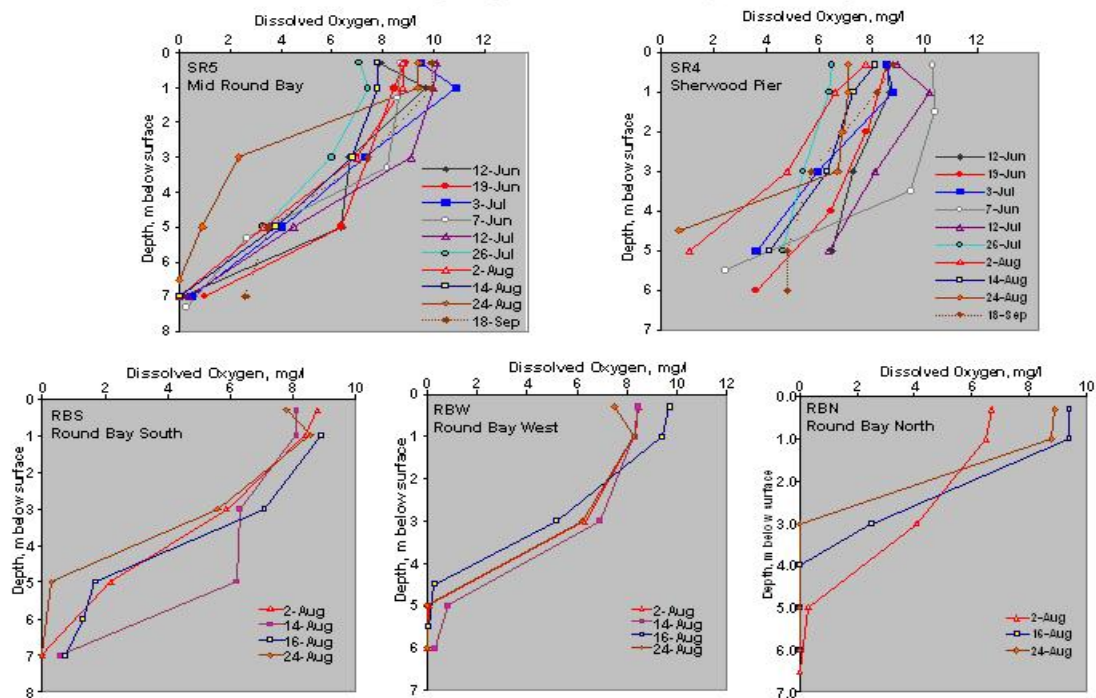 Dissolved Oxygen, mg/l
0 2 4 6 8 10 12
SR5
Mid Round Bay
Depth, m below surface
0
1
2
3
4
5
6
7
8
12-Jun
19-Jun
3-Jul
7-Jun
12-Jul
26-Jul
2-Aug
14-Aug
24-Aug
18-Sep
Dissolved Oxygen, mg/l
0 2 4 6 8 10 12
SR4
Sherwood Pier
Depth, m below surface
0
1
2
3
4
5
6
7
12-Jun
19-Jun
3-Jul
7-Jun
12-Jul
26-Jul
2-Aug
14-Aug
24-Aug
18-Sep
Dissolved Oxygen, mg/l
0 2 4 6 8 10
RBS
Round Bay South
Depth, m below surface
0
1
2
3
4
5
6
7
8
2-Aug
14-Aug
16-Aug
24-Aug
Dissolved Oxygen, mg/l
0 2 4 6 8 10 12
RBW
Round Bay West
Depth, m below surface
0
1
2
3
4
5
6
7
2-Aug
14-Aug
16-Aug
24-Aug
Dissolved Oxygen, mg/l
0 2 4 6 8 10
RBN
Round Bay North
Depth, m below surface
0.0
1.0
2.0
3.0
4.0
5.0
6.0
7.0
2-Aug
16-Aug
24-Aug